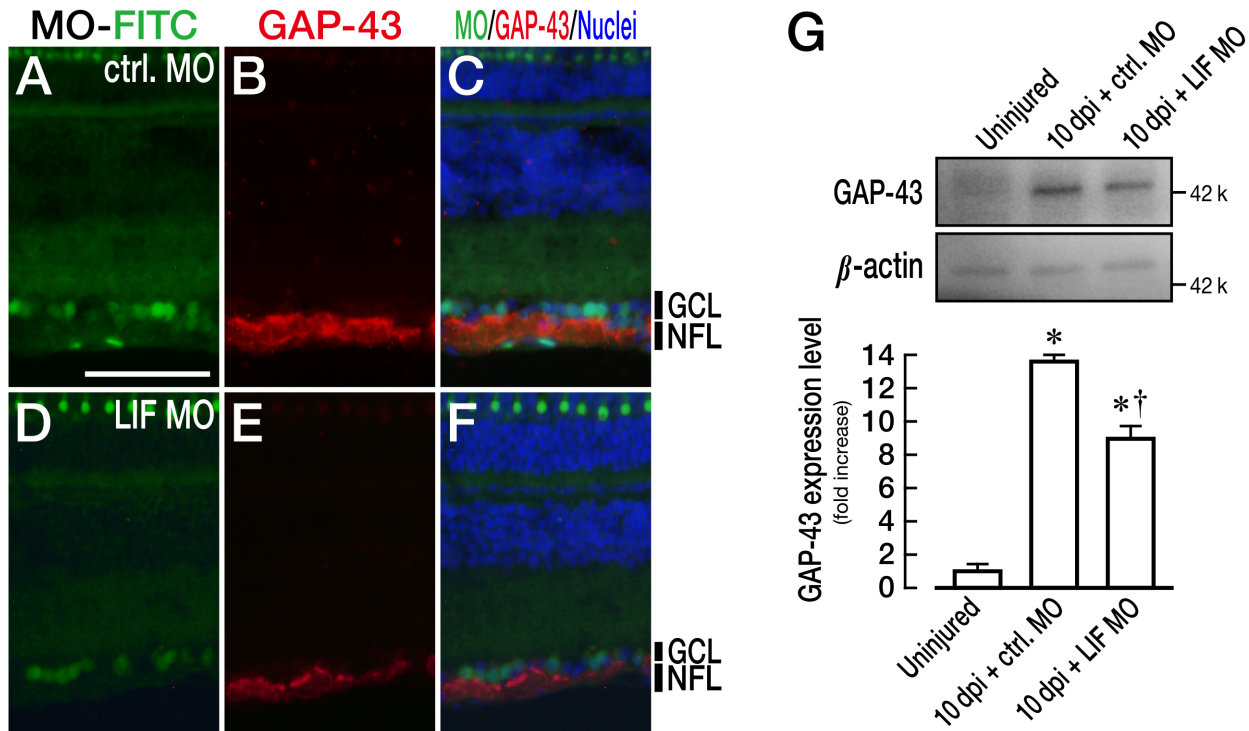 MO-FITC
GAP-43
MO/GAP-43/Nuclei
A
ctrl. MO
B
C
GCL
NFL
D
LIF MO
E
F
GCL
NFL
G
Uninjured
10 dpi + ctrl. MO
10 dpi + LIF MO
GAP-43
42 k
β-actin
42 k
GAP-43 expression level
(fold increase)
14
12
10
8
6
4
2
0
*
*†
Uninjured
10 dpi + ctrl. MO
10 dpi + LIF MO